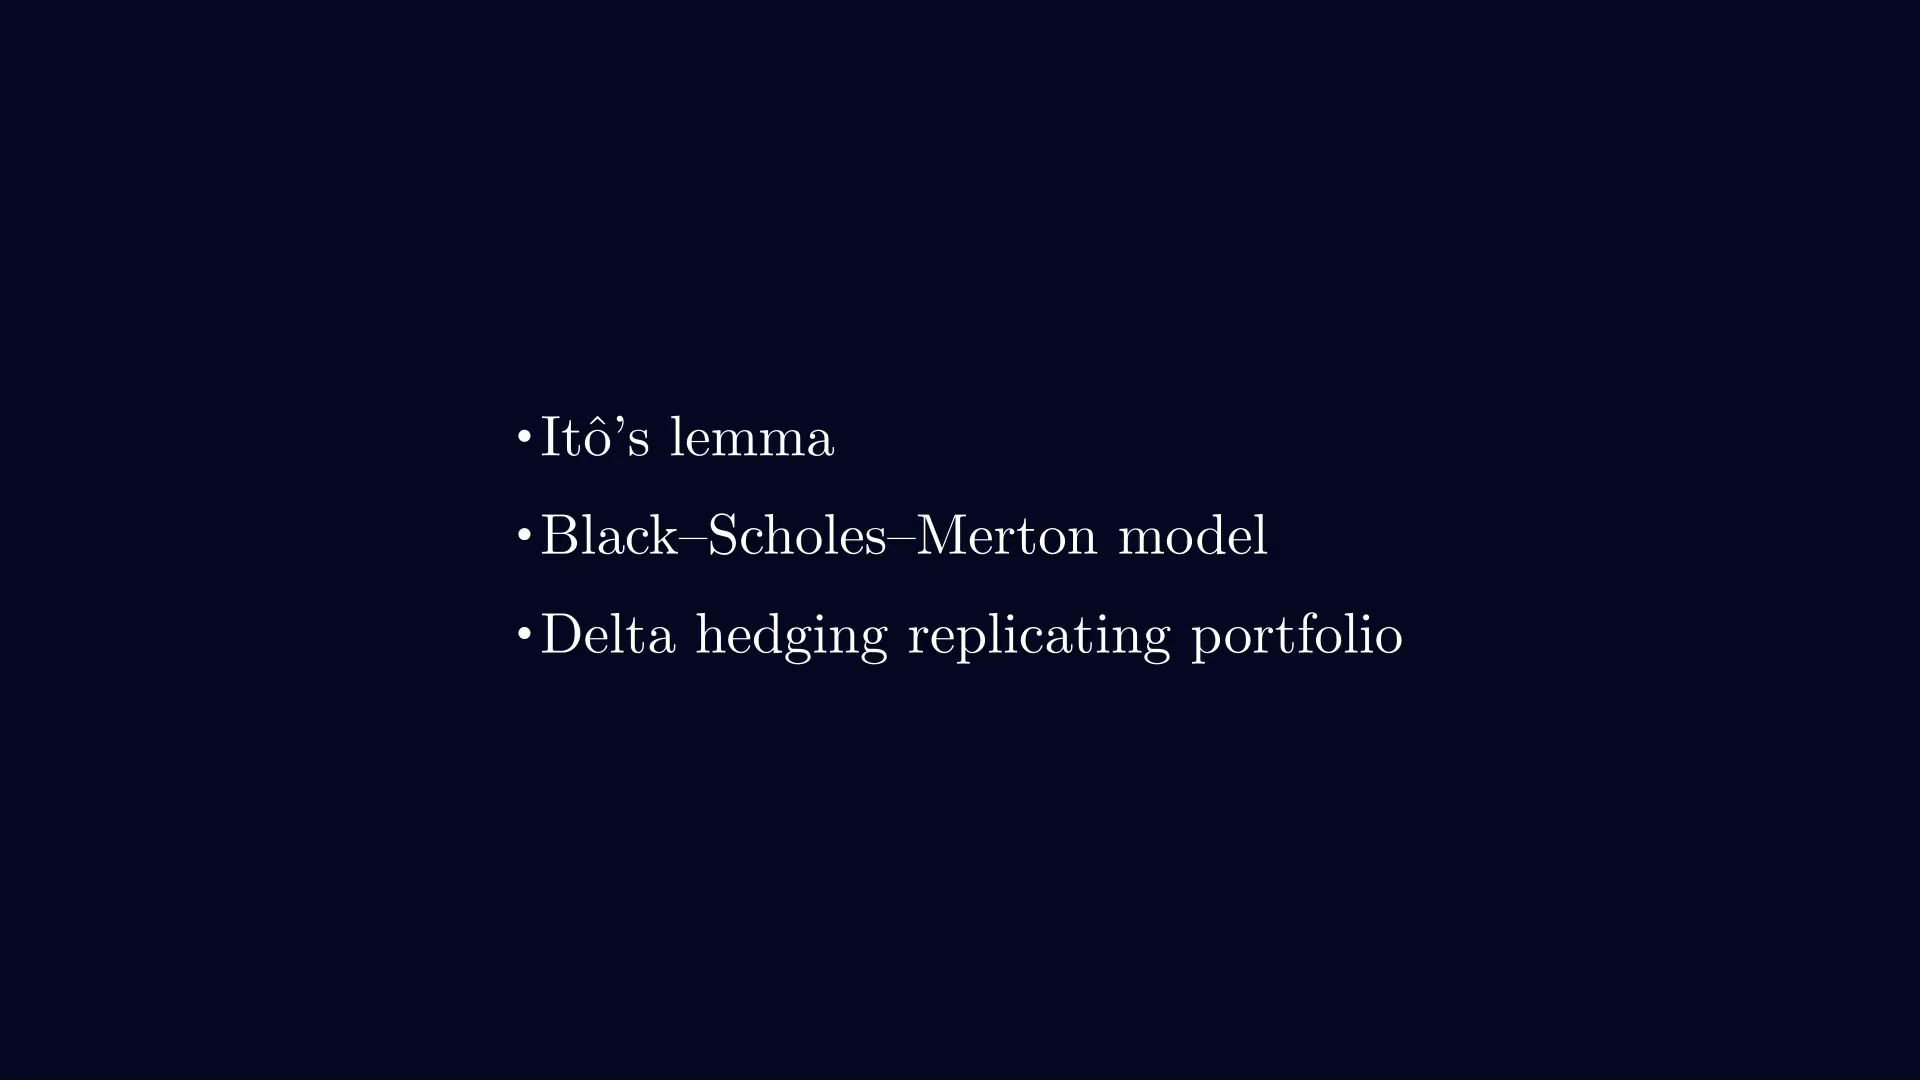 •Itô’s lemma
•Black–Scholes–Merton model
•Delta hedging replicating portfolio